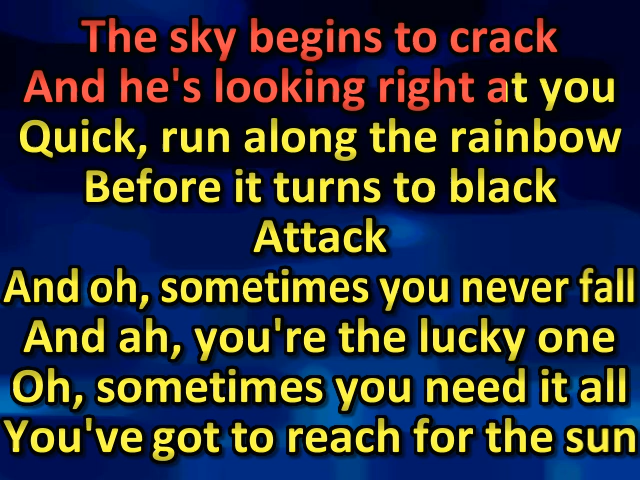 The sky begins to crack
And he's looking right at you
Quick, run along the rainbow
Before it turns to black
Attack
And oh, sometimes you never fall
And ah, you're the lucky one
Oh, sometimes you need it all
You've got to reach for the sun